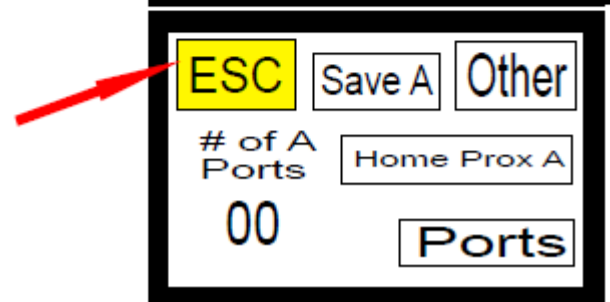 ESC Save A Other
# of A
Ports
Home Prox A
00
Ports